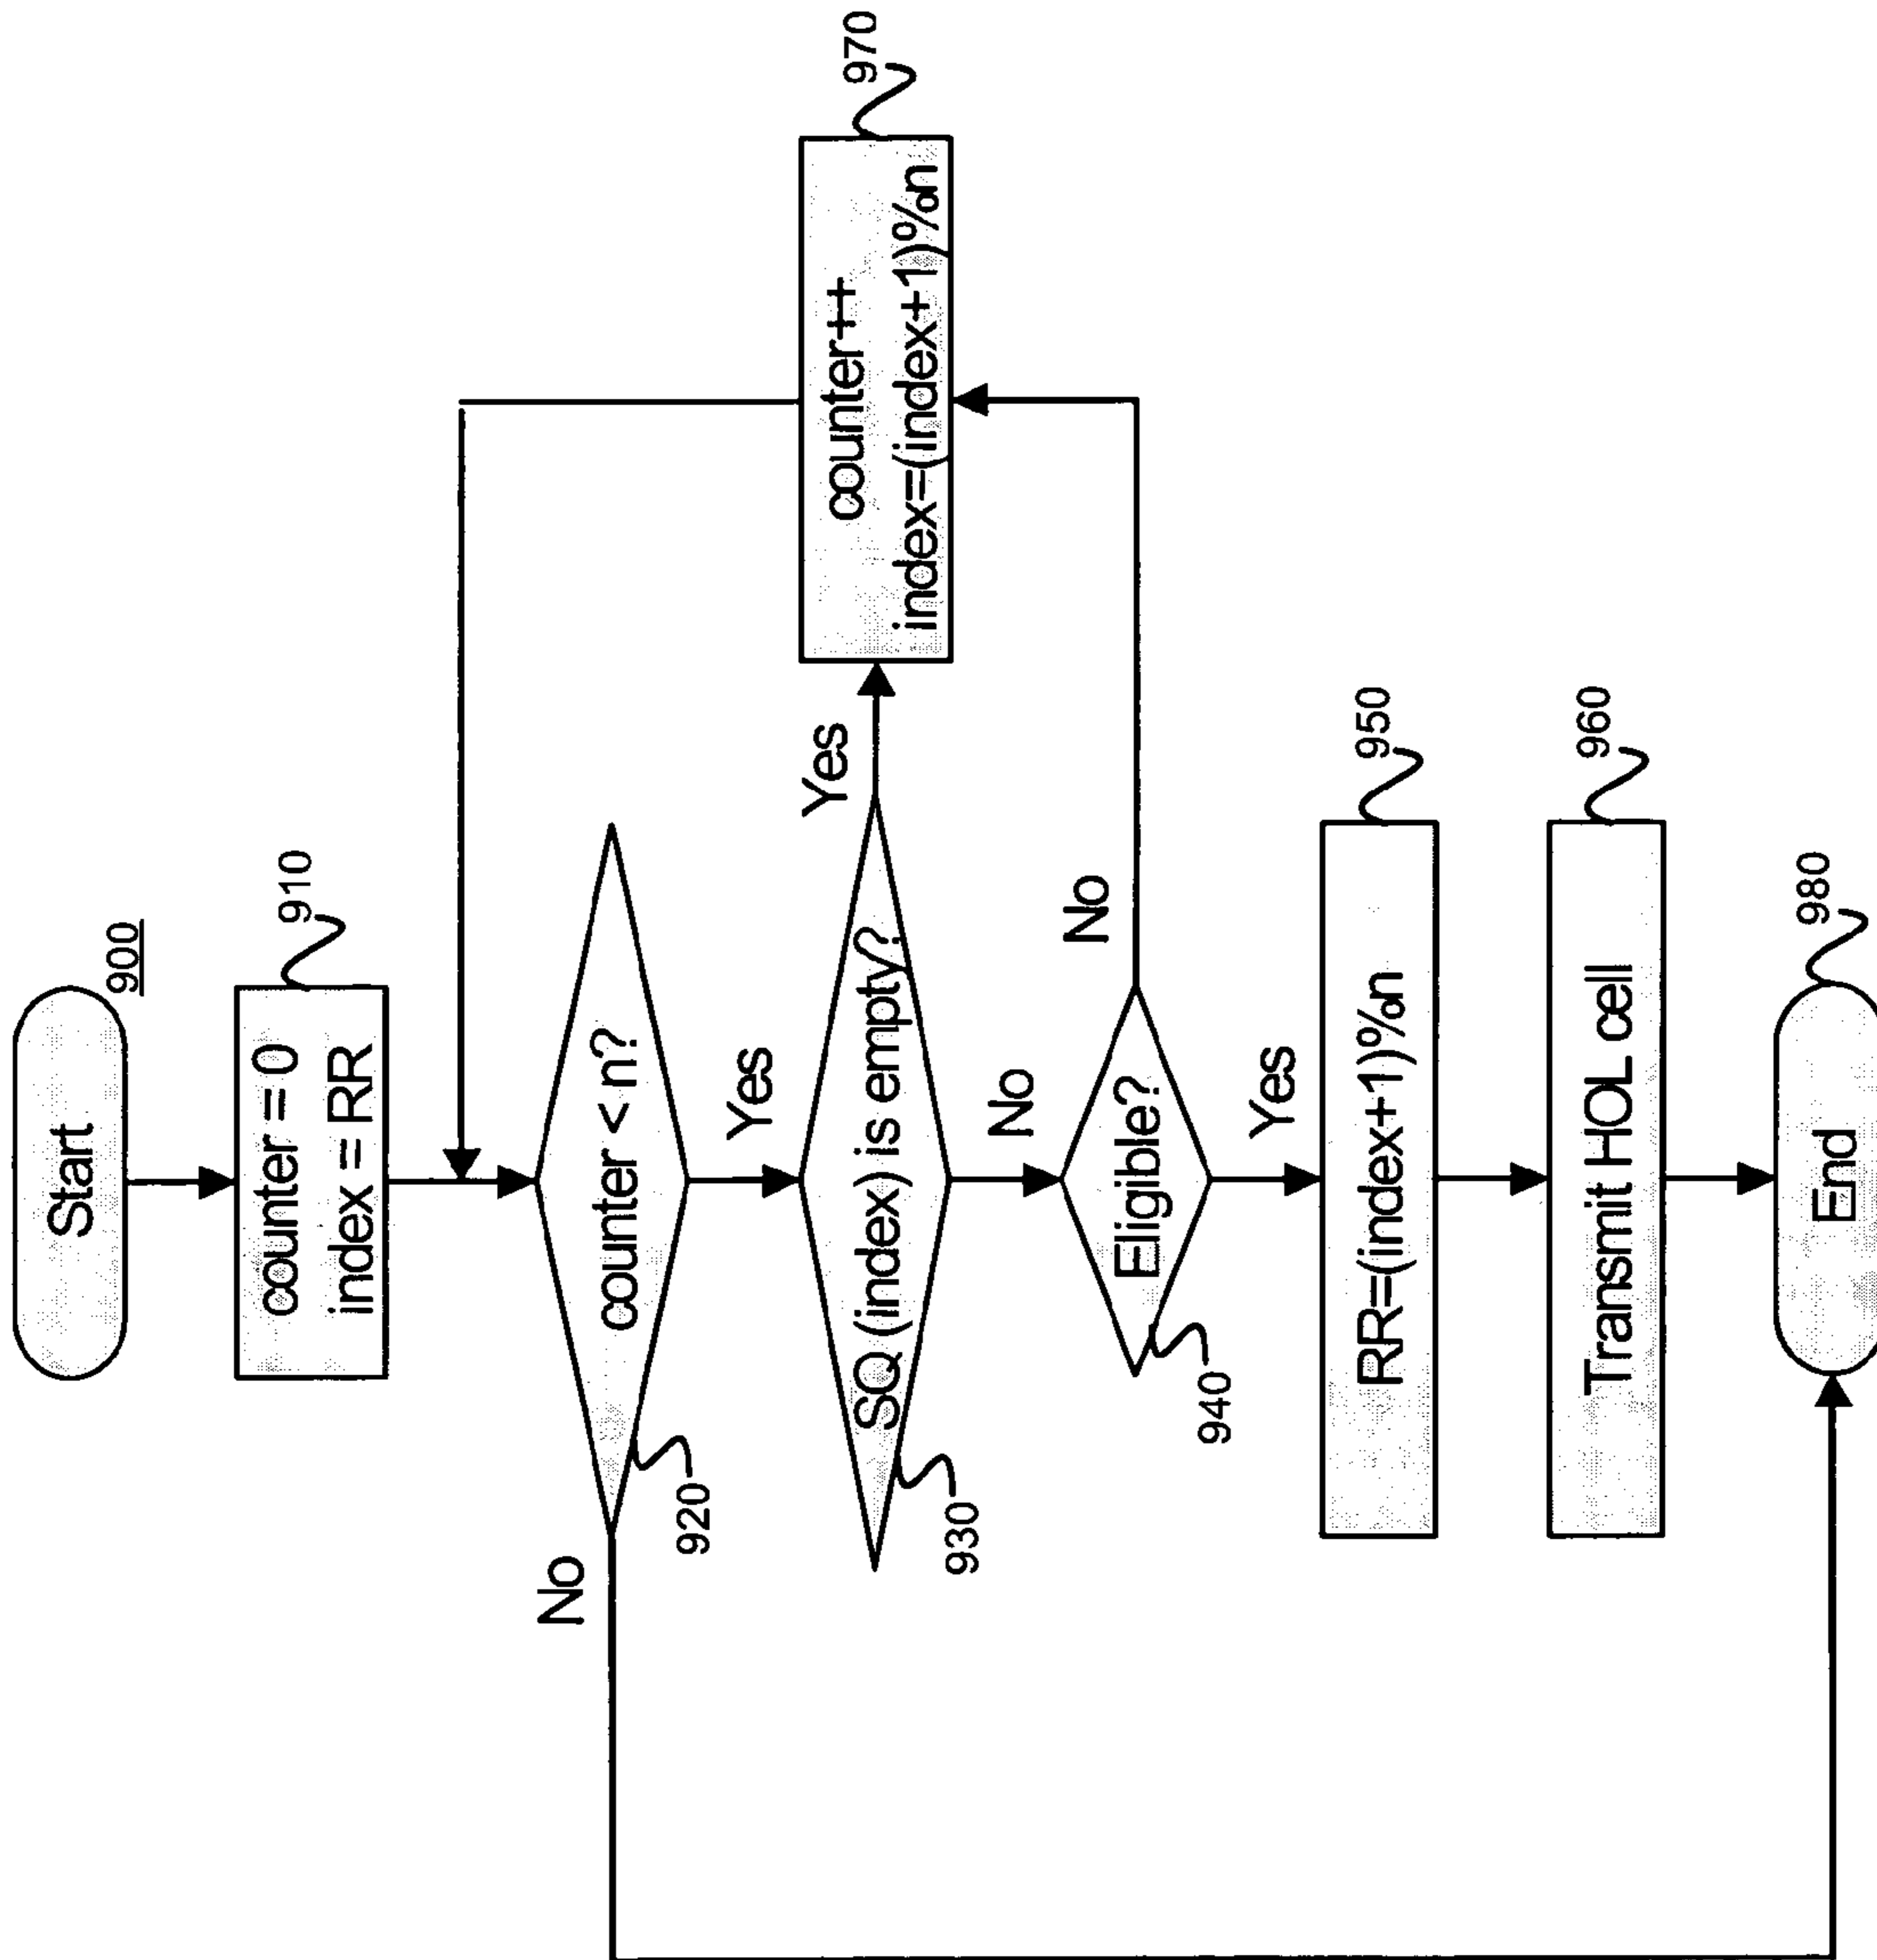 Start
900
counter = 0
index = RR
910
counter < n?
920
No
Yes
SQ (index) is empty?
930
Yes
No
counter++
index=(index+1)%n
970
Eligible?
940
No
Yes
RR=(index+1)%n
950
Transmit HOL cell
960
End
980